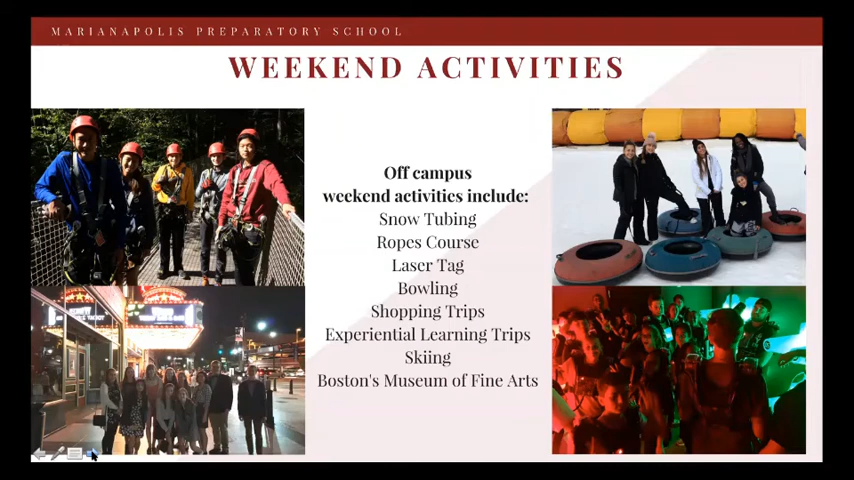 MARIANAPOLIS PREPARATORY SCHOOL
WEEKEND ACTIVITIES
Off campus
weekend activities include:
Snow Tubing
Ropes Course
Laser Tag
Bowling
Shopping Trips
Experiential Learning Trips
Skiing
Boston's Museum of Fine Arts